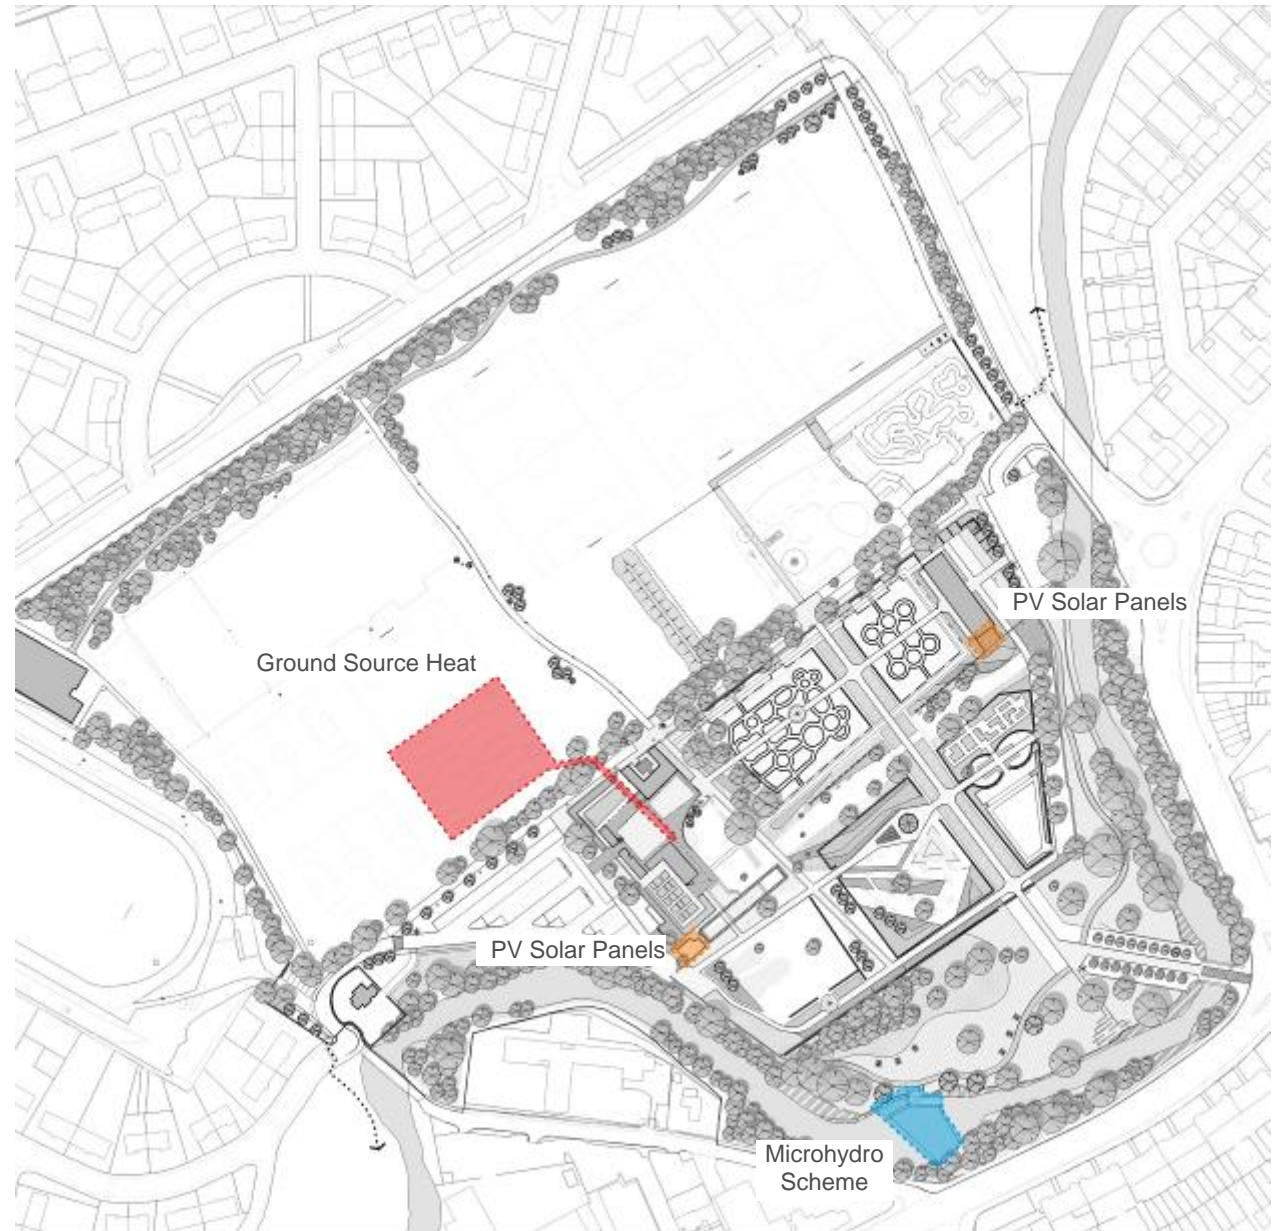 PV Solar Panels
Ground Source Heat
PV Solar Panels
Microhydro
Scheme